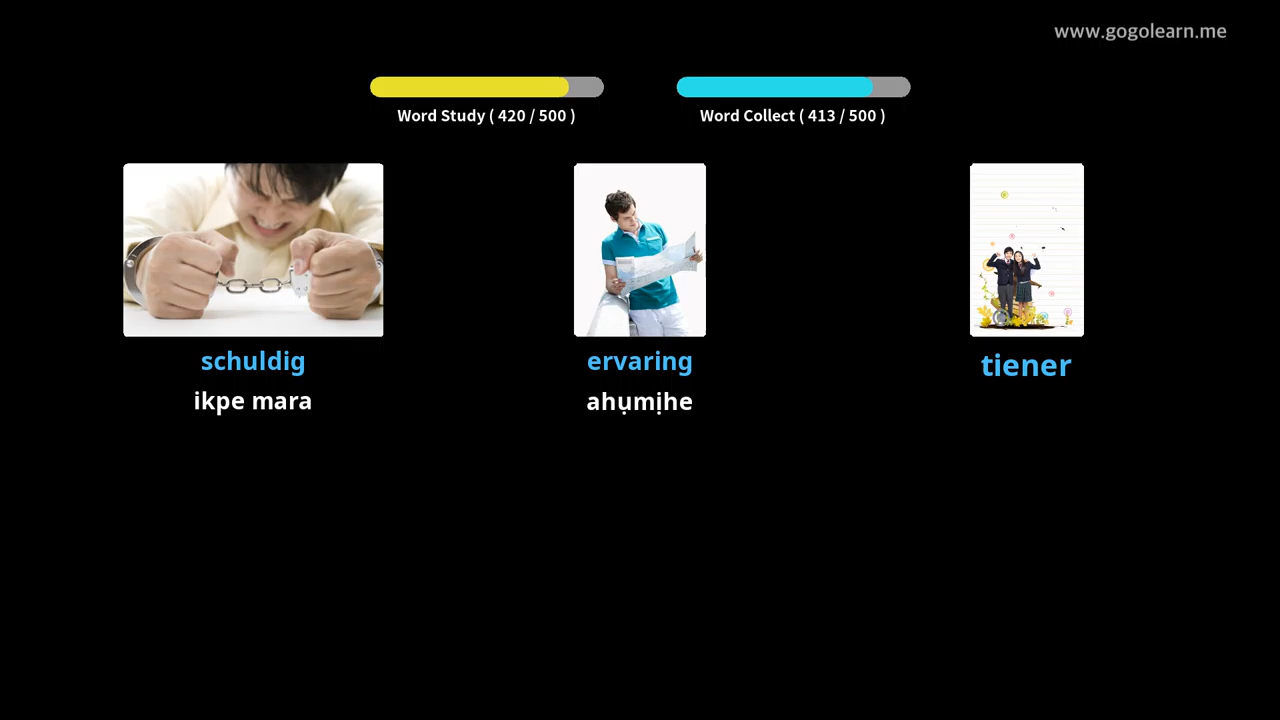 www.gogolearn.me
Word Study ( 420 / 500 )
Word Collect ( 413 / 500 )
schuldig
ikpe mara
ervaring
ahụmịhe
tiener